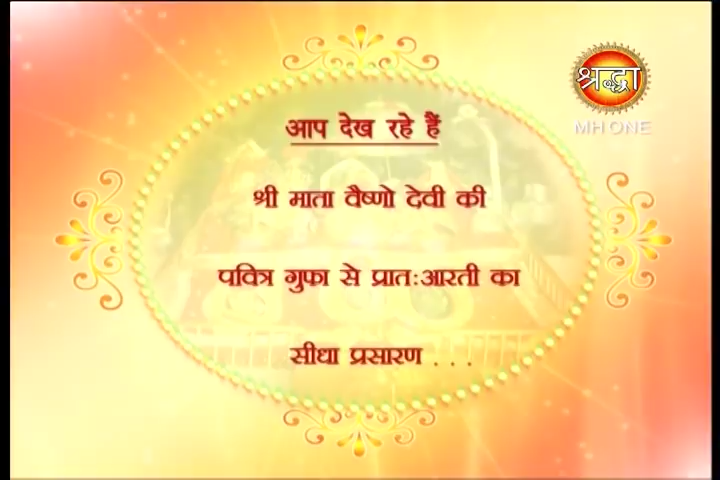 श्रद्धा
MH ONE
आप देख रहे हैं
श्री माता वैष्णो देवी की
पवित्र गुफा से प्रातःआरती का
सीधा प्रसारण . . .